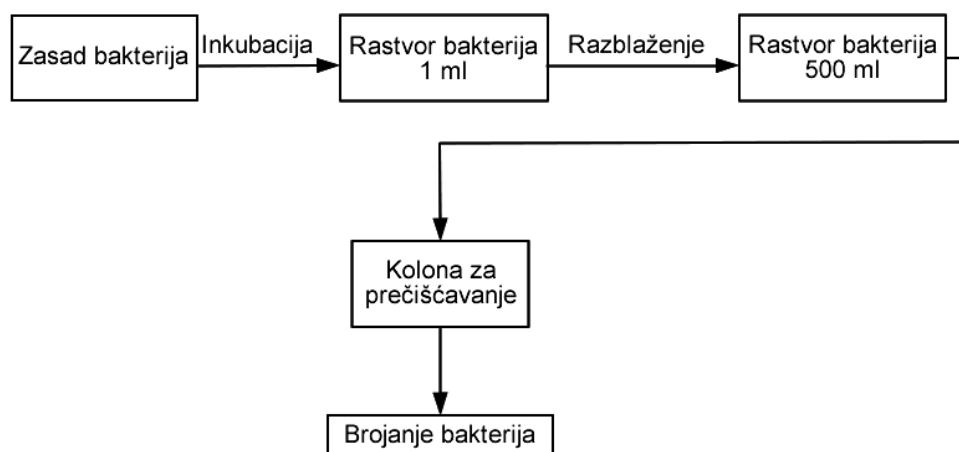 Zasad bakterija
Inkubacija
Rastvor bakterija
1 ml
Razblaženje
Rastvor bakterija
500 ml
Kolona za
prečišćavanje
Brojanje bakterija